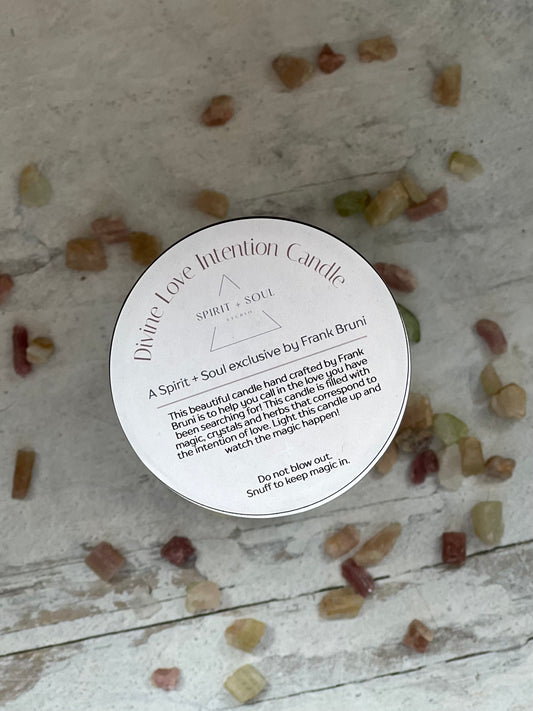 Divine Love Intention Candle
SPIRIT + SOUL
STUDIO
A Spirit + Soul exclusive by Frank Bruni
This beautiful candle hand crafted by Frank
Bruni is to help you call in the love you have
been searching for! This candle is filled with
magic, crystals and herbs that correspond to
the intention of love. Light this candle up and
watch the magic happen!
Do not blow out.
Snuff to keep magic in.